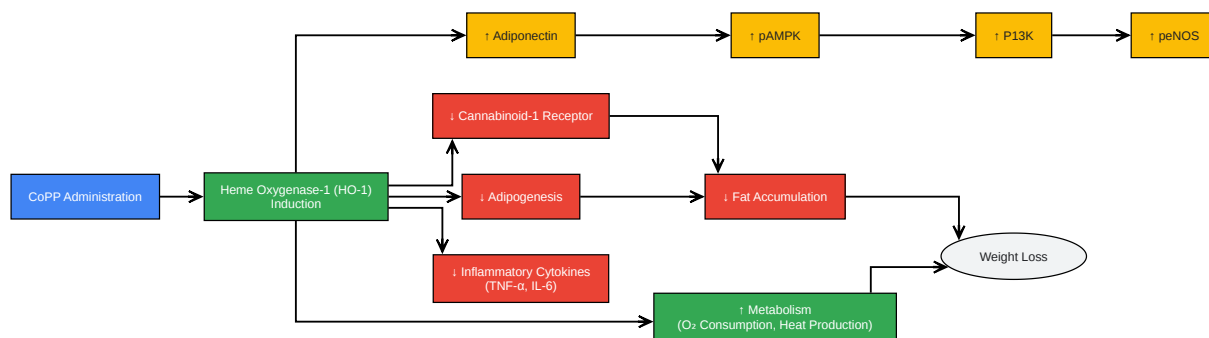 ↑ Adiponectin
↑ pAMPK
↑ P13K
↑ peNOS
↓ Cannabinoid-1 Receptor
CoPP Administration
Heme Oxygenase-1 (HO-1)
Induction
↓ Adipogenesis
↓ Fat Accumulation
↓ Inflammatory Cytokines
(TNF-α, IL-6)
Weight Loss
↑ Metabolism
(O₂ Consumption, Heat Production)